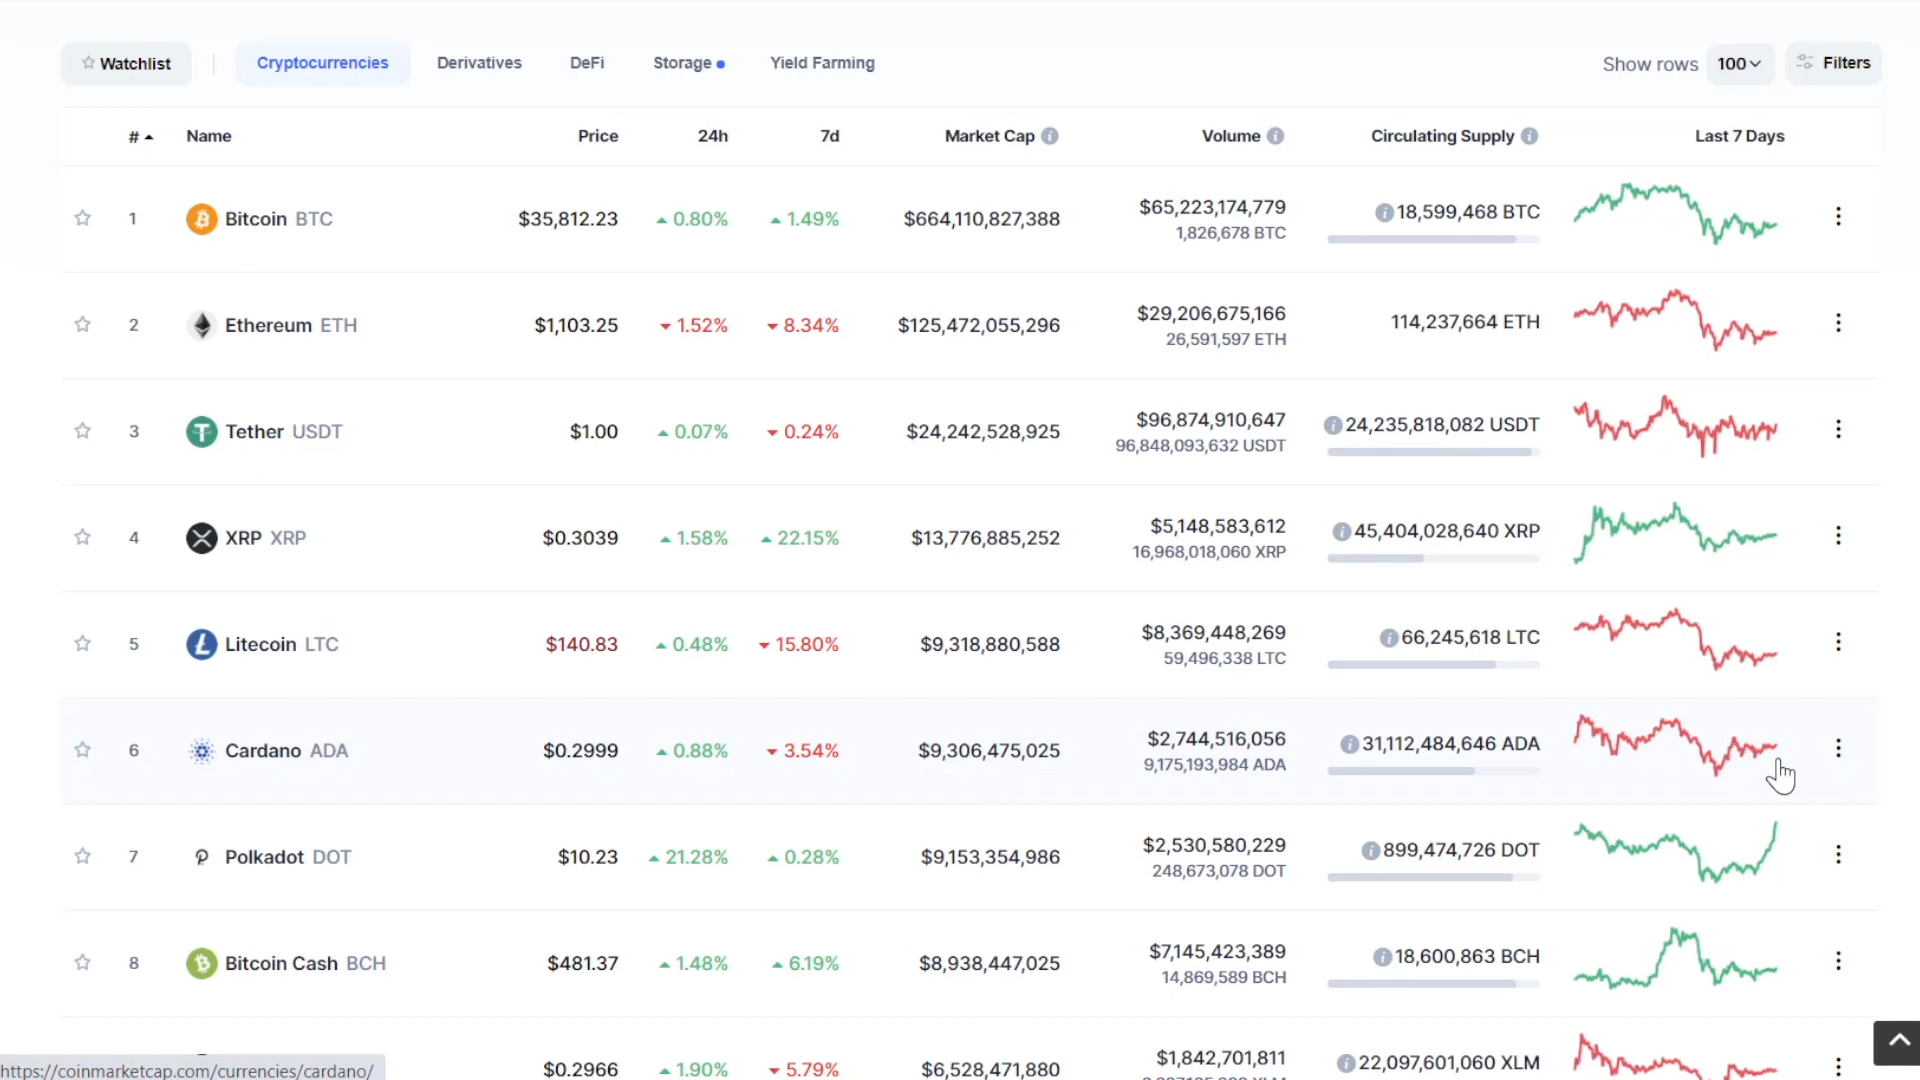 Watchlist Cryptocurrencies Derivatives DeFi Storage Yield Farming Show rows 100 Filters
# Name Price 24h 7d Market Cap Volume Circulating Supply Last 7 Days
1 Bitcoin BTC $35,812.23 0.80% 1.49% $664,110,827,388 $65,223,174,779 18,599,468 BTC
1,826,678 BTC
2 Ethereum ETH $1,103.25 1.52% 8.34% $125,472,055,296 $29,206,675,166 114,237,664 ETH
26,591,597 ETH
3 Tether USDT $1.00 0.07% 0.24% $24,242,528,925 $96,874,910,647 24,235,818,082 USDT
96,848,093,632 USDT
4 XRP XRP $0.3039 1.58% 22.15% $13,776,885,252 $5,148,583,612 45,404,028,640 XRP
16,968,018,060 XRP
5 Litecoin LTC $140.83 0.48% 15.80% $9,318,880,588 $8,369,448,269 66,245,618 LTC
59,496,338 LTC
6 Cardano ADA $0.2999 0.88% 3.54% $9,306,475,025 $2,744,516,056 31,112,484,646 ADA
9,175,193,984 ADA
7 Polkadot DOT $10.23 21.28% 0.28% $9,153,354,986 $2,530,580,229 899,474,726 DOT
248,673,078 DOT
8 Bitcoin Cash BCH $481.37 1.48% 6.19% $8,938,447,025 $7,145,423,389 18,600,863 BCH
14,869,589 BCH
$0.2966 1.90% 5.79% $6,528,471,880 $1,842,701,811 22,097,601,060 XLM
https://coinmarketcap.com/currencies/cardano/